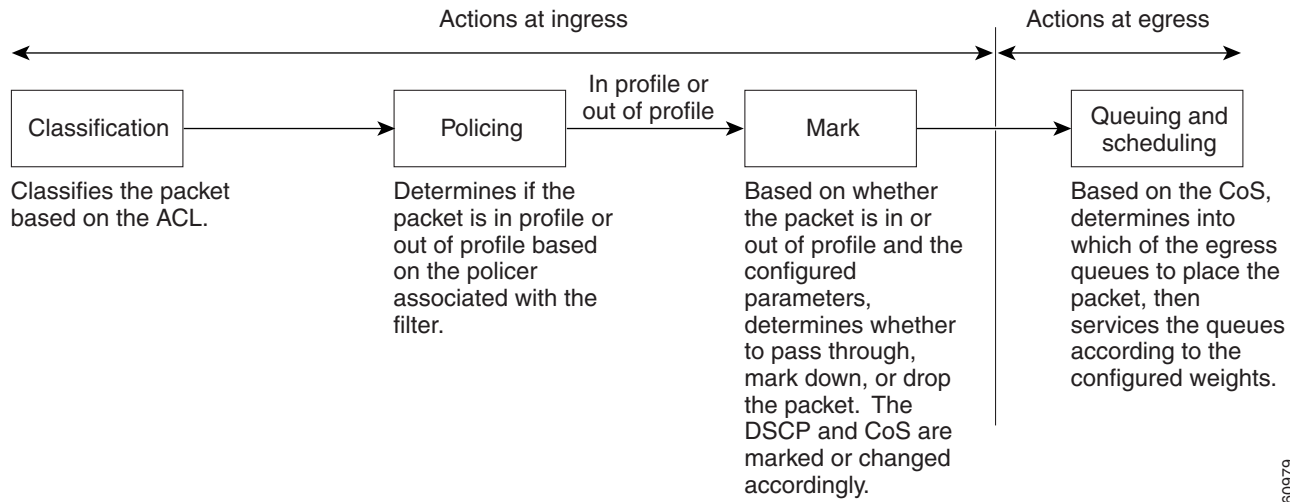 Actions at ingress
Actions at egress
In profile or
out of profile
Classification
Policing
Mark
Queuing and
scheduling
Classifies the packet
based on the ACL.
Determines if the
packet is in profile or
out of profile based
on the policer
associated with the
filter.
Based on whether
the packet is in or
out of profile and the
configured
parameters,
determines whether
to pass through,
mark down, or drop
the packet. The
DSCP and CoS are
marked or changed
accordingly.
Based on the CoS,
determines into
which of the egress
queues to place the
packet, then
services the queues
according to the
configured weights.
60979